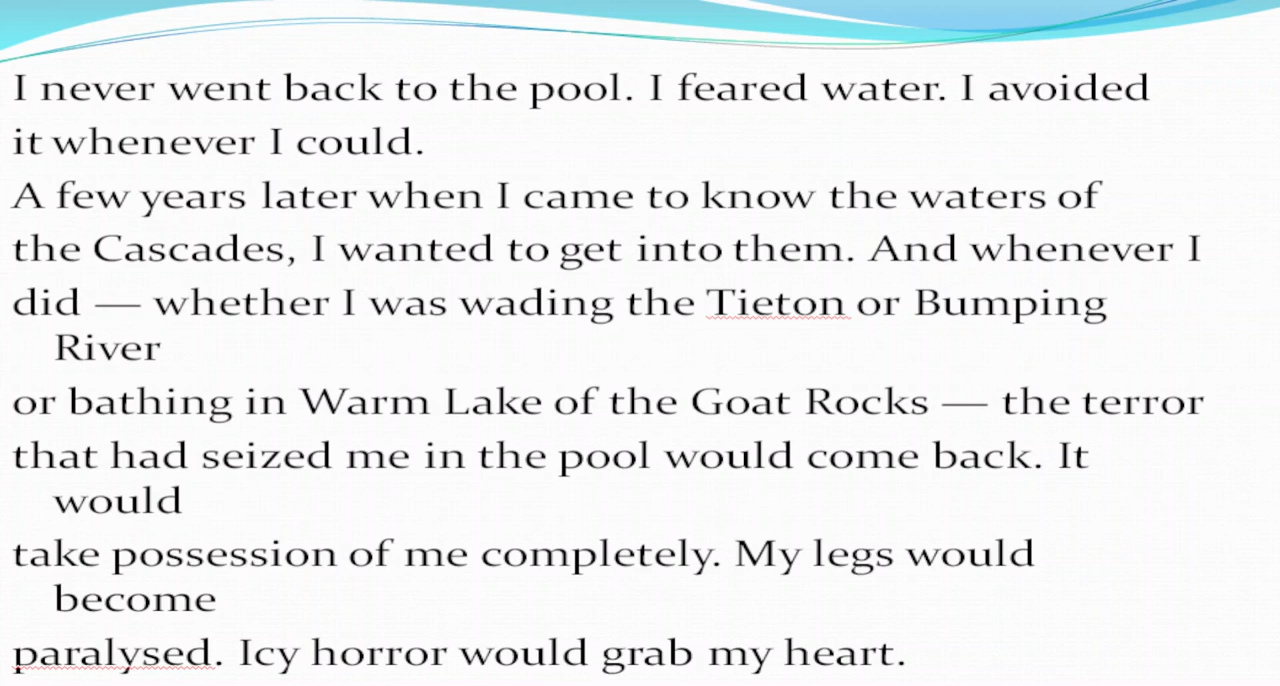 I never went back to the pool. I feared water. I avoided
it whenever I could.
A few years later when I came to know the waters of
the Cascades, I wanted to get into them. And whenever I
did — whether I was wading the Tieton or Bumping
River
or bathing in Warm Lake of the Goat Rocks — the terror
that had seized me in the pool would come back. It
would
take possession of me completely. My legs would
become
paralysed. Icy horror would grab my heart.